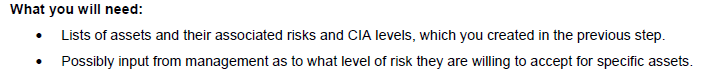 What you will need:
• Lists of assets and their associated risks and CIA levels, which you created in the previous step.
• Possibly input from management as to what level of risk they are willing to accept for specific assets.